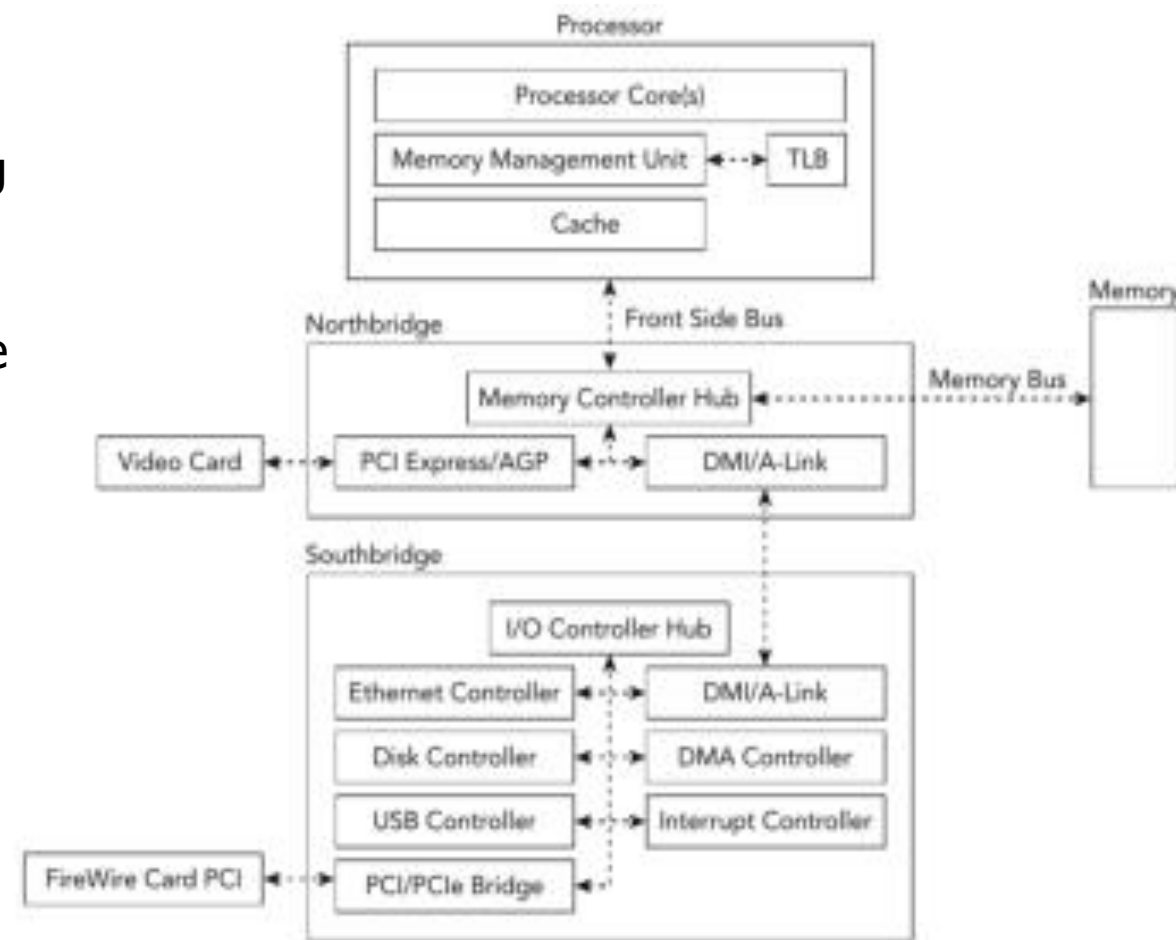 g
e
Processor
Processor Core(s)
Memory Management Unit
TLB
Cache
Front Side Bus
Northbridge
Memory
Memory Controller Hub
Memory Bus
Video Card
PCI Express/AGP
DMI/A-Link
Southbridge
I/O Controller Hub
Ethernet Controller
DMI/A-Link
Disk Controller
DMA Controller
USB Controller
Interrupt Controller
FireWire Card PCI
PCI/PCIe Bridge